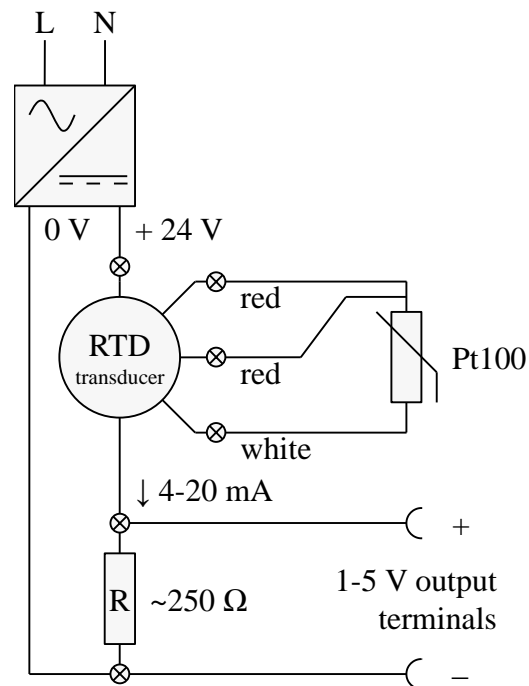 L N
0 V + 24 V
red
RTD
transducer
Pt100
red
white
↓ 4-20 mA
+
R ~250 Ω
1-5 V output
terminals
–